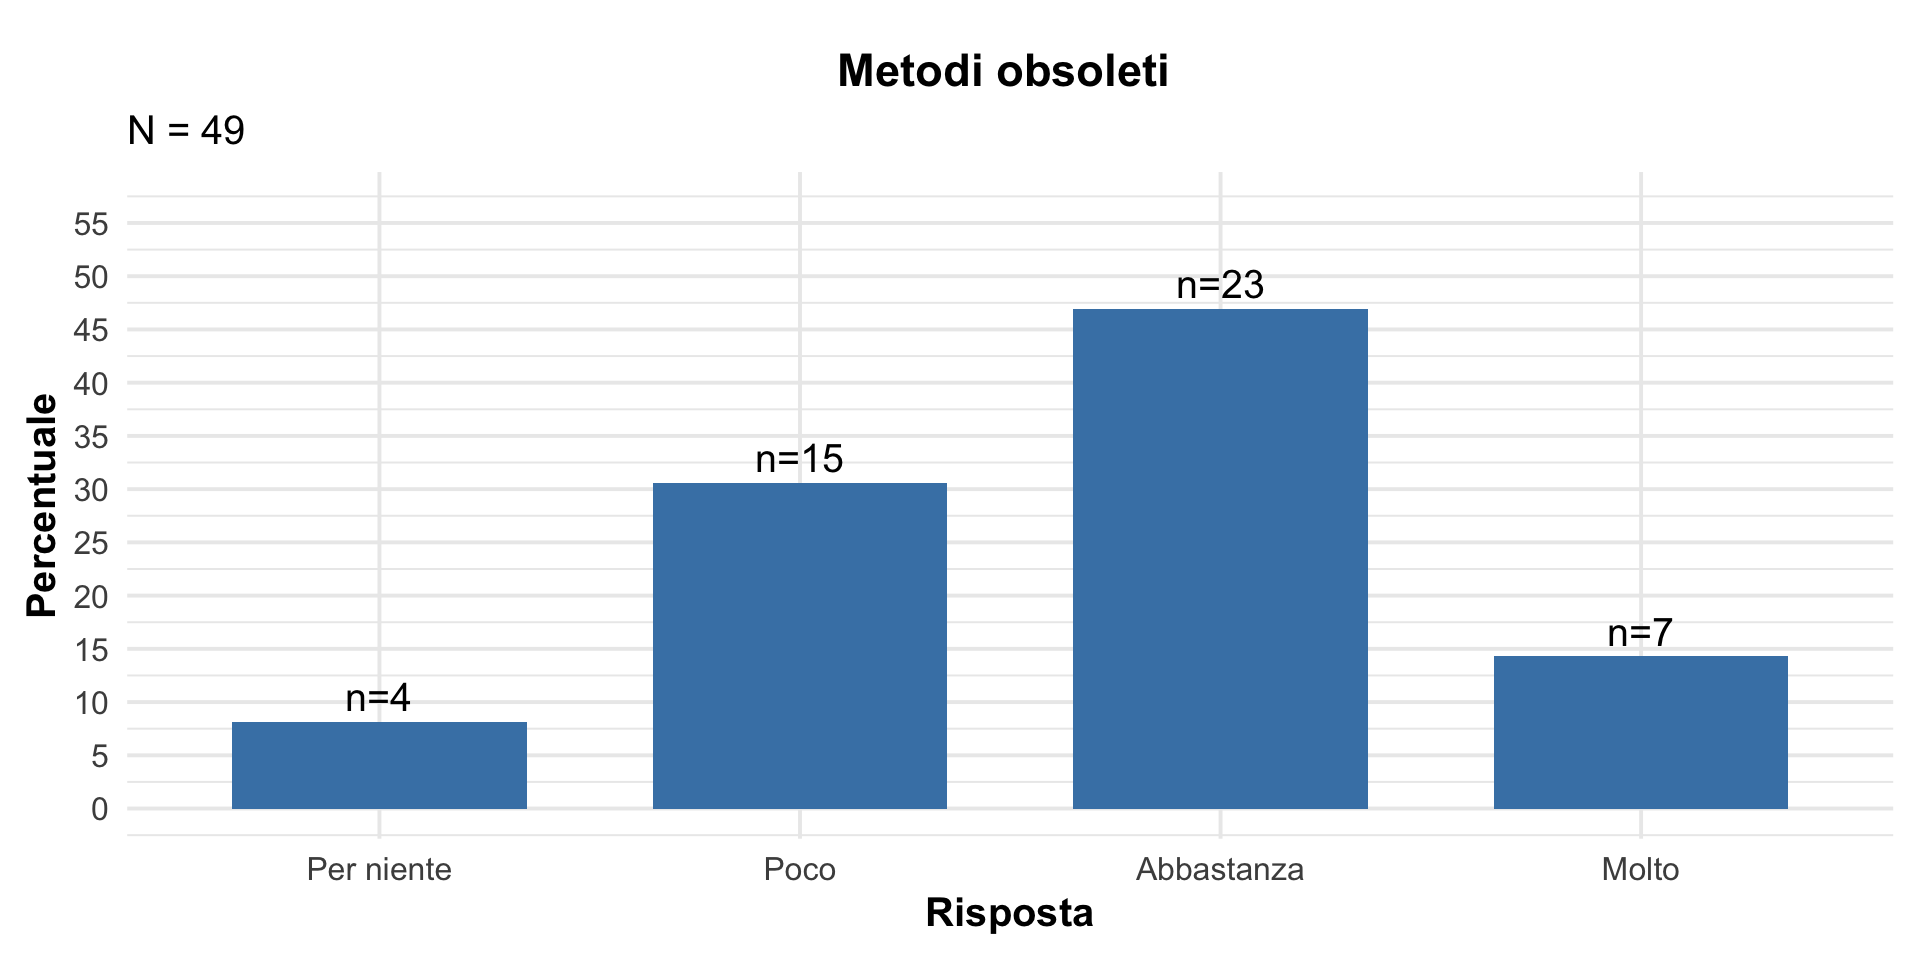 Metodi obsoleti
N = 49
Percentuale
55
50
45
40
35
30
25
20
15
10
5
0
n=4
n=15
n=23
n=7
Per niente
Poco
Abbastanza
Molto
Risposta